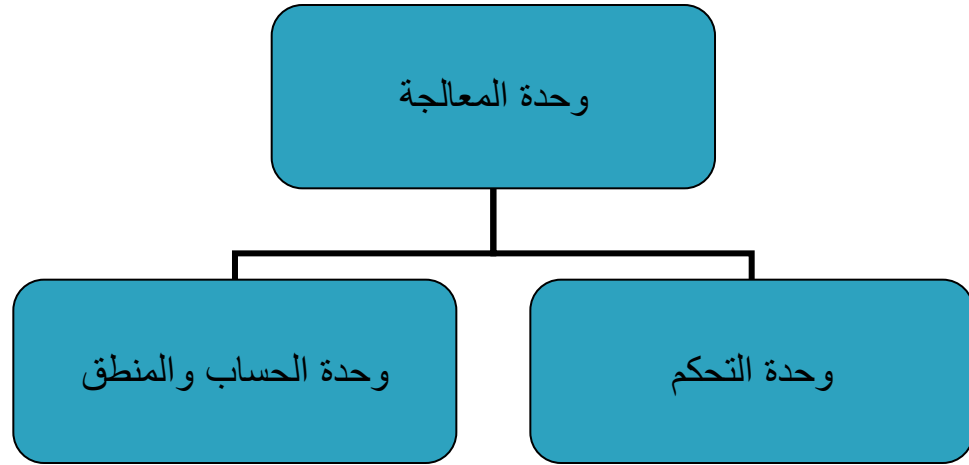 وحدة المعالجة
وحدة التحكم
وحدة الحساب والمنطق